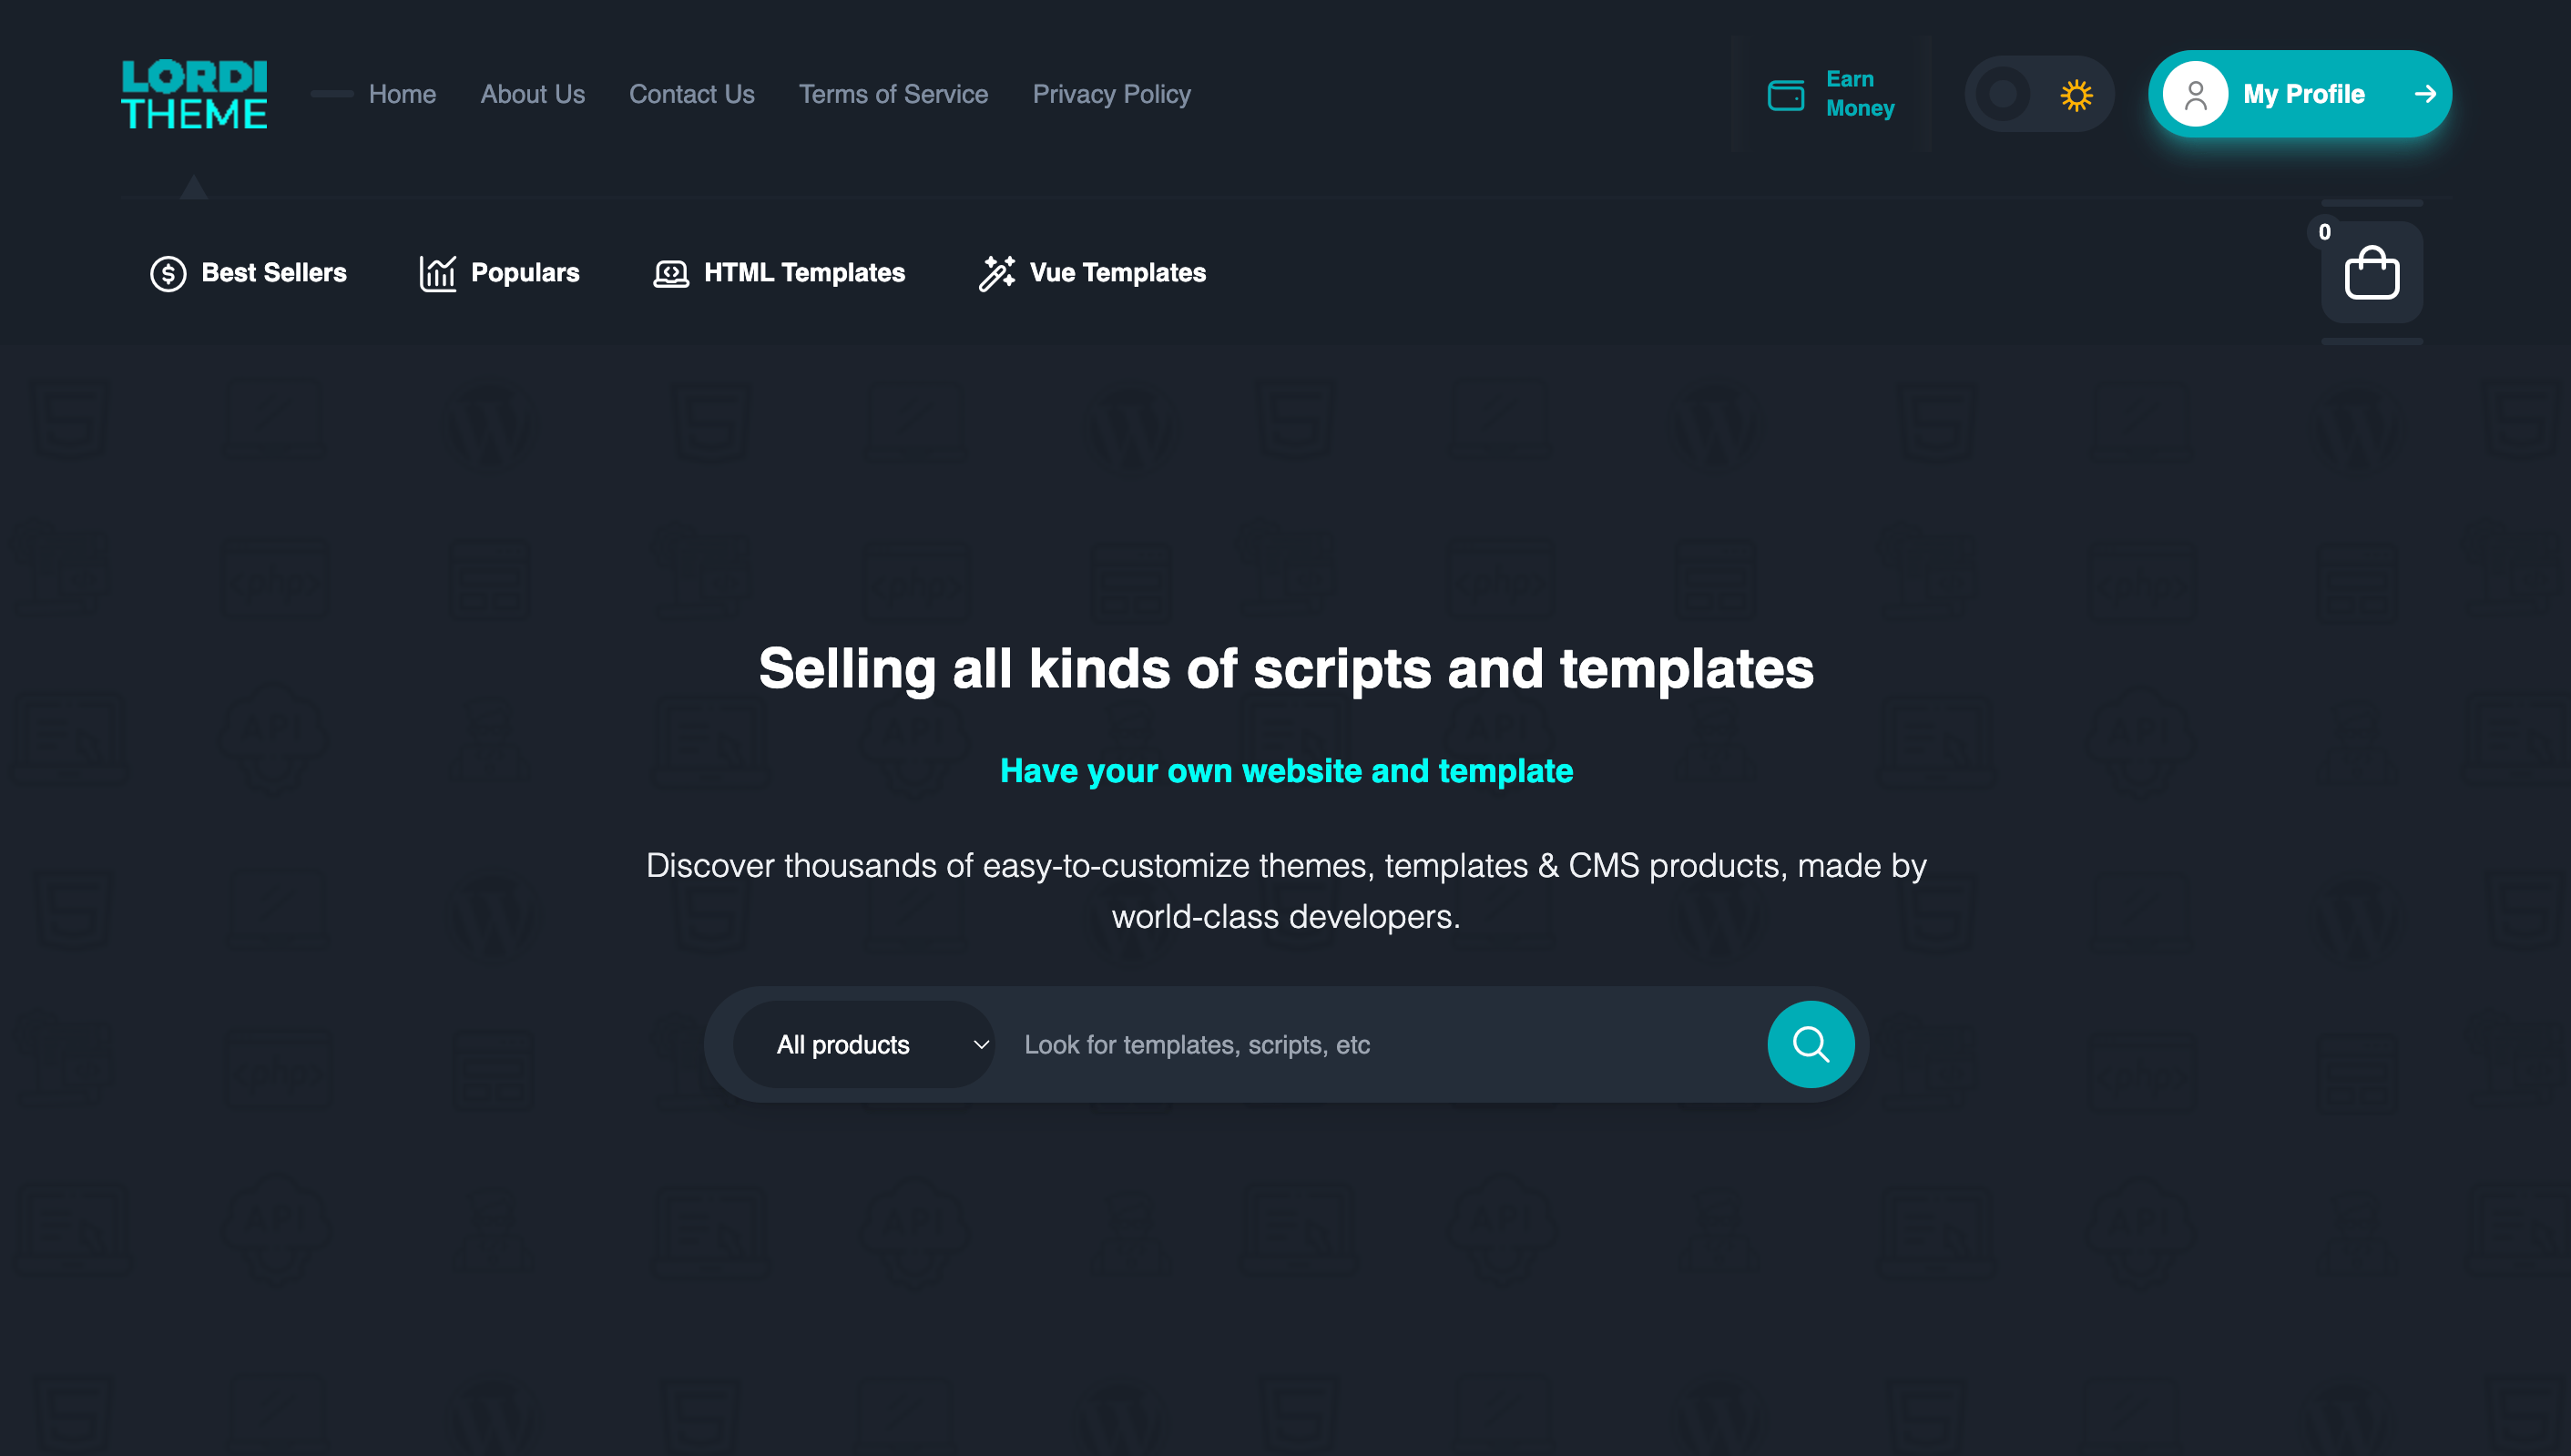 LORDI
THEME
Home About Us Contact Us Terms of Service Privacy Policy
Earn
Money
My Profile
Best Sellers Populars HTML Templates Vue Templates
0
Selling all kinds of scripts and templates
Have your own website and template
Discover thousands of easy-to-customize themes, templates & CMS products, made by
world-class developers.
All products
Look for templates, scripts, etc